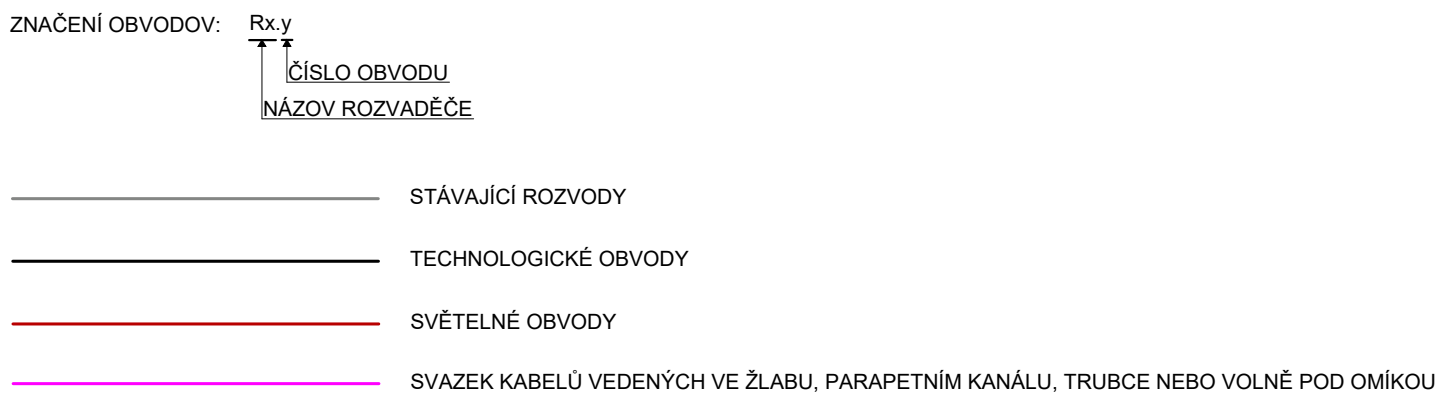 ZNAČENÍ OBVODOV: Rx.y
ČÍSLO OBVODU
NÁZOV ROZVADĚČE
STÁVAJÍCÍ ROZVODY
TECHNOLOGICKÉ OBVODY
SVĚTELNÉ OBVODY
SVAZEK KABELŮ VEDENÝCH VE ŽLABU, PARAPETNÍM KANÁLU, TRUBCE NEBO VOLNĚ POD OMÍKOU